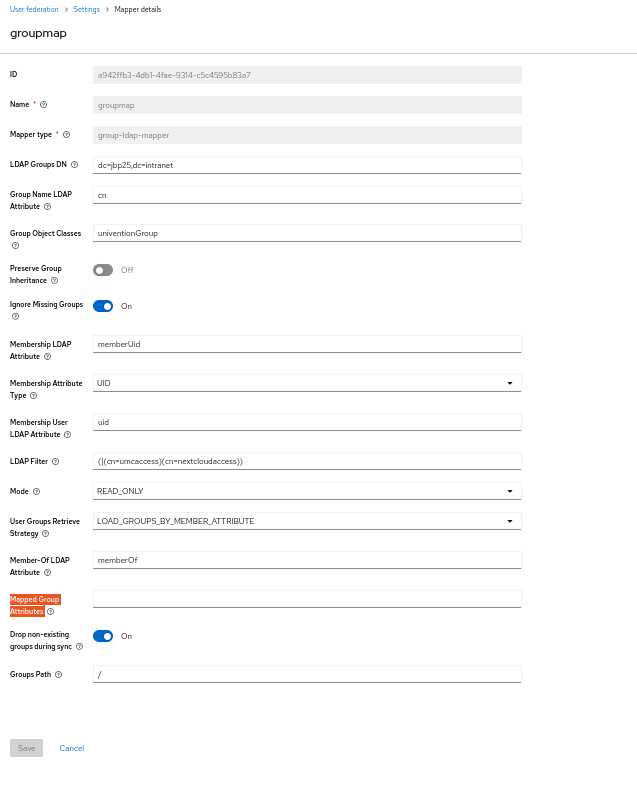 User federation > Settings > Mapper details
groupmap
ID a942ffb3-4db1-4fae-9314-c5c4595b83a7
Name * groupmap
Mapper type * group-ldap-mapper
LDAP Groups DN dc=jbp25,dc=intranet
Group Name LDAP Attribute cn
Group Object Classes univentionGroup
Preserve Group Inheritance Off
Ignore Missing Groups On
Membership LDAP Attribute memberUid
Membership Attribute Type UID
Membership User LDAP Attribute uid
LDAP Filter (|(cn=umcaccess)(cn=nextcloudaccess))
Mode READ_ONLY
User Groups Retrieve Strategy LOAD_GROUPS_BY_MEMBER_ATTRIBUTE
Member-Of LDAP Attribute memberOf
Mapped Group Attributes
Drop non-existing groups during sync On
Groups Path /
Save Cancel